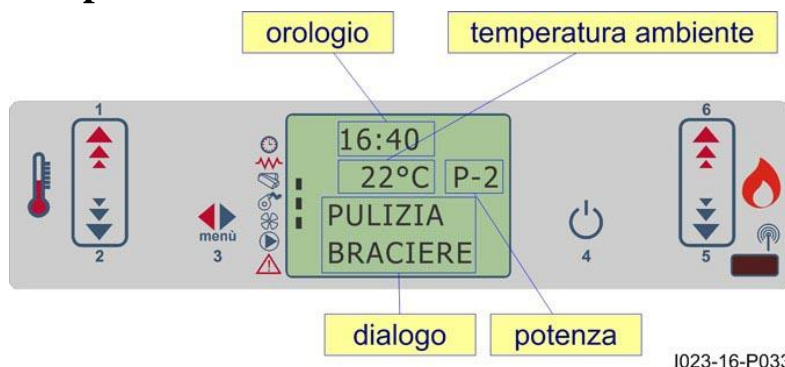 orologio
temperatura ambiente
1
6
16:40
22°C P-2
PULIZIA
BRACIERE
menù
2
3
4
5
dialogo
potenza
I023-16-P033